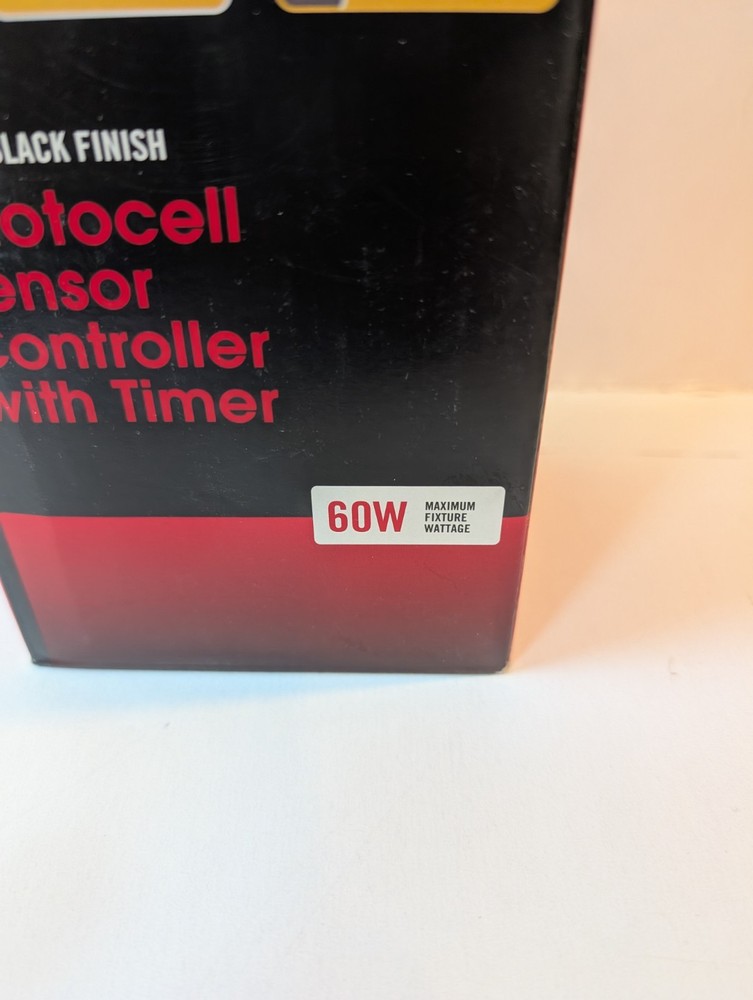 BLACK FINISH
otocell
ensor
Controller
with Timer
60W
MAXIMUM
FIXTURE
WATTAGE